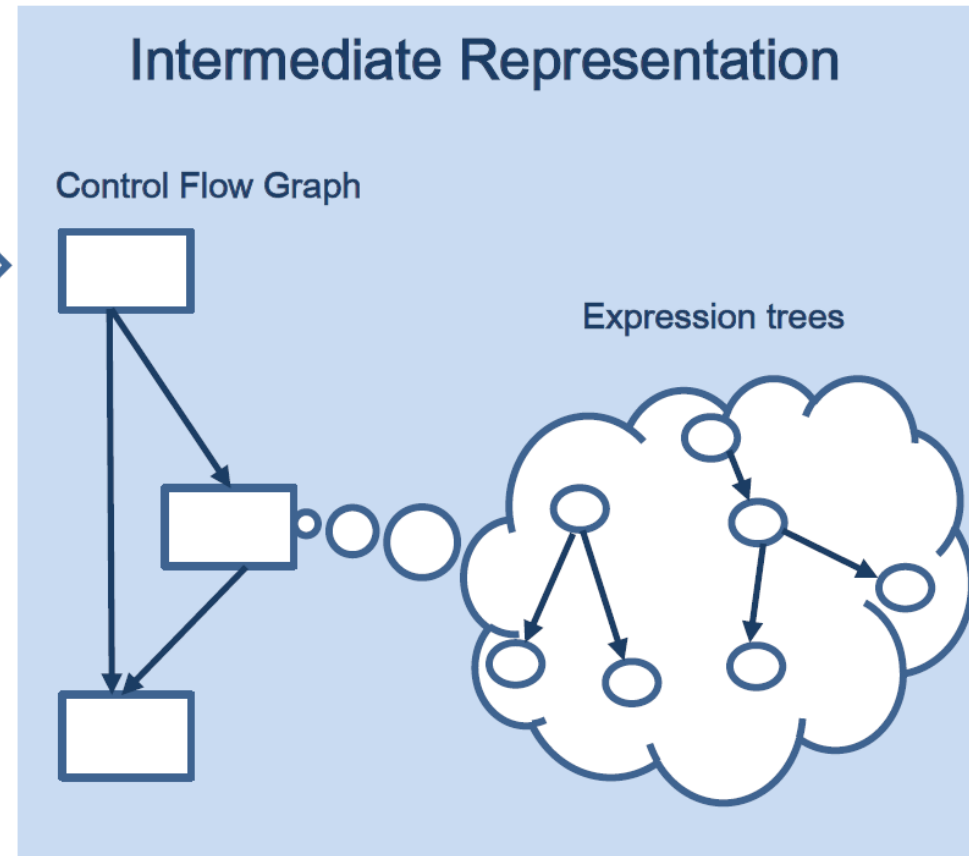 Intermediate Representation
Control Flow Graph
Expression trees